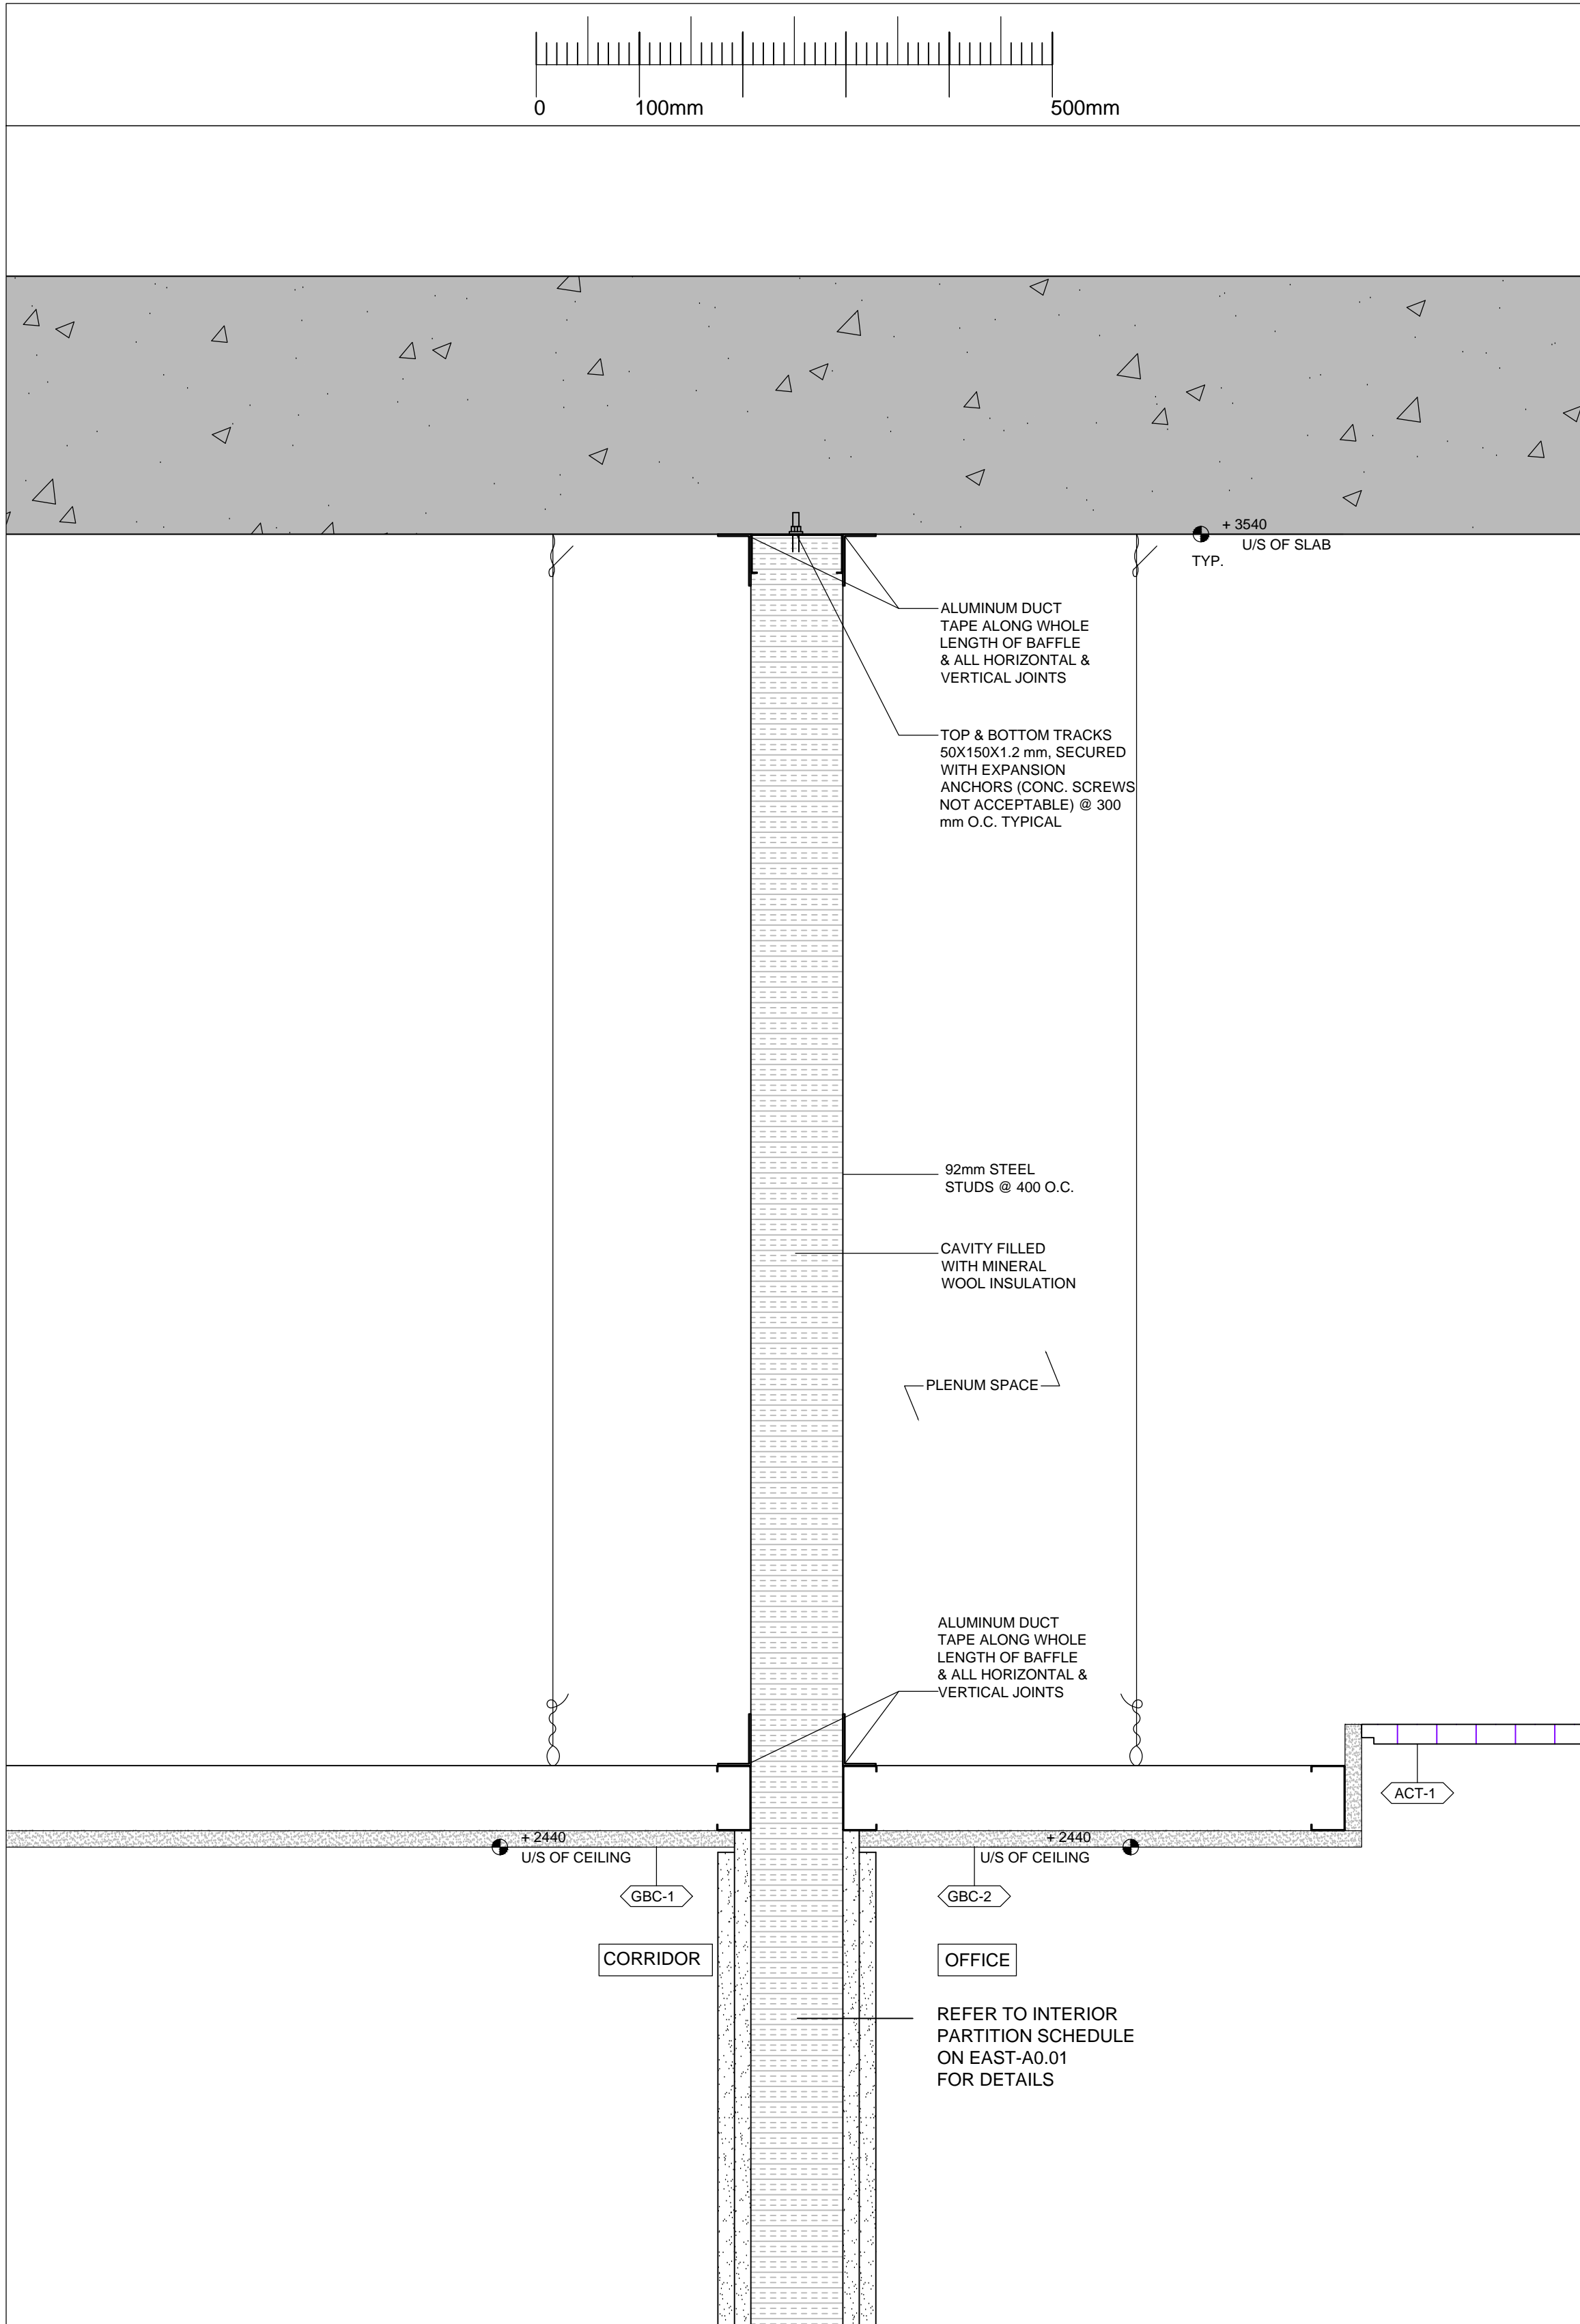 0 100mm 500mm
+ 3540
U/S OF SLAB
TYP.
ALUMINUM DUCT
TAPE ALONG WHOLE
LENGTH OF BAFFLE
& ALL HORIZONTAL &
VERTICAL JOINTS
TOP & BOTTOM TRACKS
50X150X1.2 mm, SECURED
WITH EXPANSION
ANCHORS (CONC. SCREWS
NOT ACCEPTABLE) @ 300
mm O.C. TYPICAL
92mm STEEL
STUDS @ 400 O.C.
CAVITY FILLED
WITH MINERAL
WOOL INSULATION
PLENUM SPACE
ALUMINUM DUCT
TAPE ALONG WHOLE
LENGTH OF BAFFLE
& ALL HORIZONTAL &
VERTICAL JOINTS
ACT-1
+ 2440
U/S OF CEILING
+ 2440
U/S OF CEILING
GBC-1
GBC-2
CORRIDOR
OFFICE
REFER TO INTERIOR
PARTITION SCHEDULE
ON EAST-A0.01
FOR DETAILS